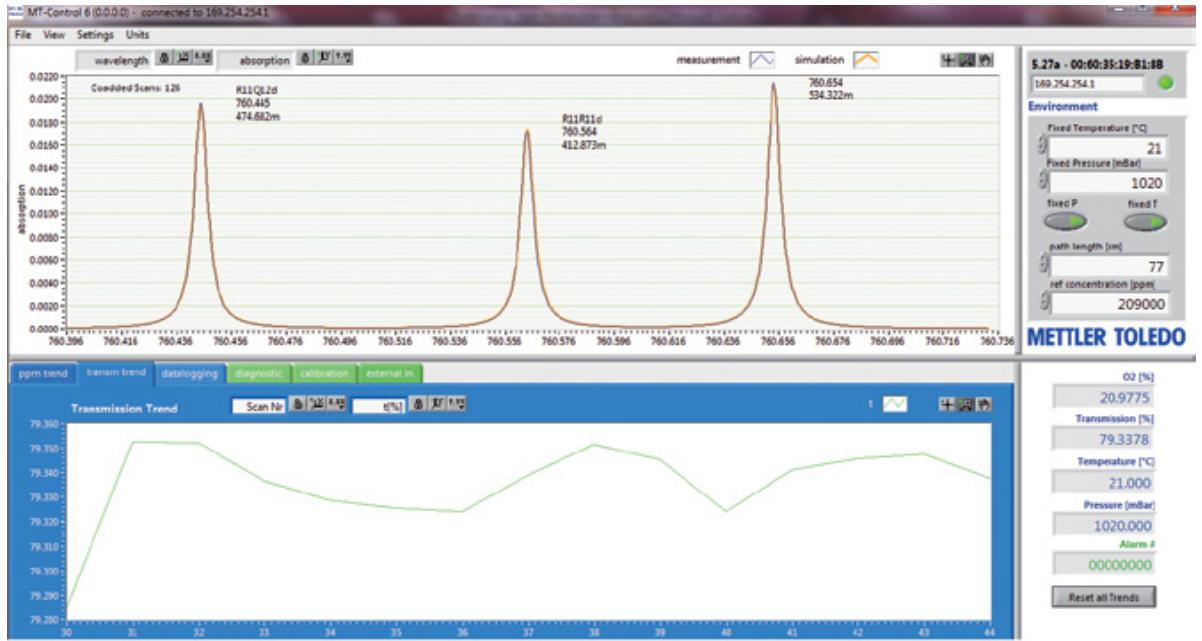 MT-Control 6 (0.0.0.0) - connected to 169.254.254.1
File View Settings Units
wavelength absorption measurement simulation
Coadded Scans: 126
R11Q12d
760.445
474.682m
R11R11d
760.564
412.873m
760.654
534.322m
absorption
0.0220
0.0200
0.0180
0.0160
0.0140
0.0120
0.0100
0.0080
0.0060
0.0040
0.0020
0.0000
760.396 760.416 760.436 760.456 760.476 760.496 760.516 760.536 760.556 760.576 760.596 760.616 760.636 760.656 760.676 760.696 760.716 760.736
5.27a - 00:60:35:19:B1:8B
169.254.254.1
Environment
Fixed Temperature [°C]
21
Fixed Pressure [mBar]
1020
fixed P fixed T
path length [cm]
77
ref concentration [ppm]
209000
METTLER TOLEDO
ppm trend transm trend datalogging diagnostic calibration external in
Transmission Trend Scan Nr t[%] t
79.360
79.350
79.340
79.330
79.320
79.310
79.300
79.290
79.280
30 31 32 33 34 35 36 37 38 39 40 41 42 43 44
O2 [%]
20.9775
Transmission [%]
79.3378
Temperature [°C]
21.000
Pressure [mBar]
1020.000
Alarm #
00000000
Reset all Trends